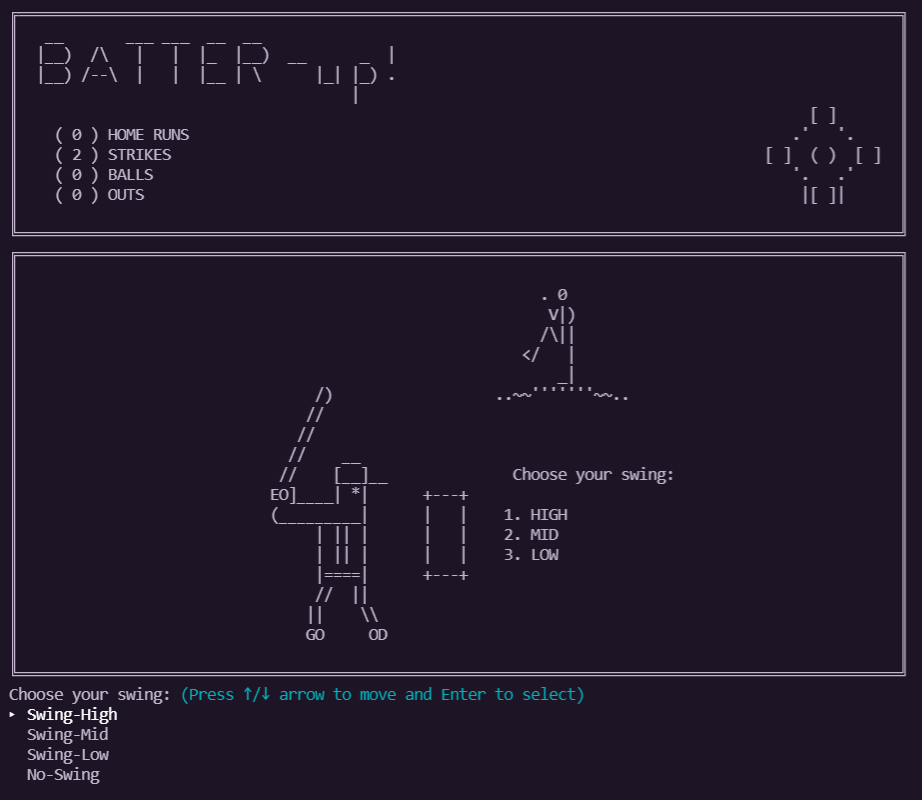 BATTER-up!
( 0 ) HOME RUNS
( 2 ) STRIKES
( 0 ) BALLS
( 0 ) OUTS
Choose your swing:
1. HIGH
2. MID
3. LOW
GO OD
Choose your swing: (Press ↑/↓ arrow to move and Enter to select)
▸ Swing-High
Swing-Mid
Swing-Low
No-Swing